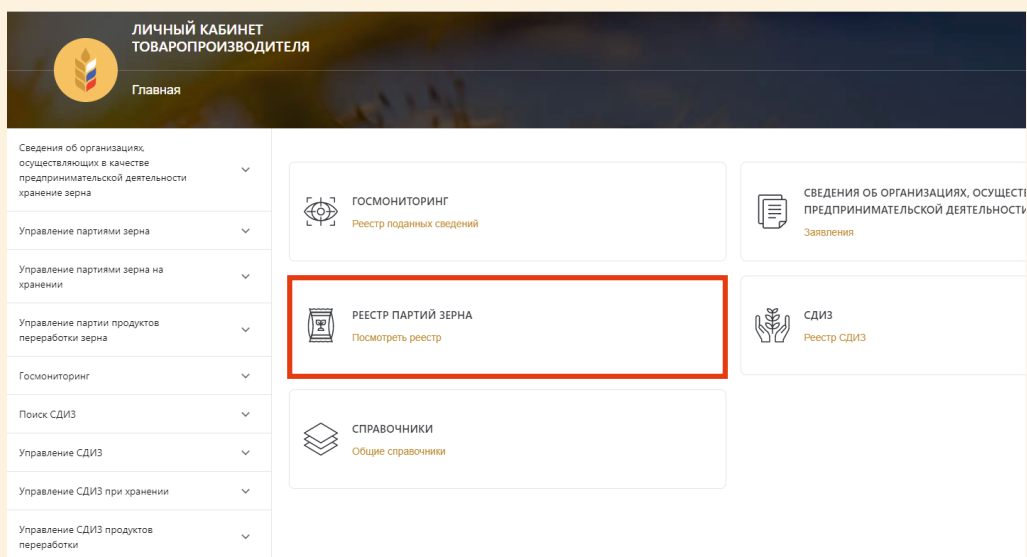 ЛИЧНЫЙ КАБИНЕТ
ТОВАРОПРОИЗВОДИТЕЛЯ
Главная
Сведения об организациях,
осуществляющих в качестве
предпринимательской деятельности
хранение зерна
Управление партиями зерна
Управление партиями зерна на
хранении
Управление партии продуктов
переработки зерна
Госмониторинг
Поиск СДИЗ
Управление СДИЗ
Управление СДИЗ при хранении
Управление СДИЗ продуктов
переработки
ГОСМОНИТОРИНГ
Реестр поданных сведений
СВЕДЕНИЯ ОБ ОРГАНИЗАЦИЯХ, ОСУЩЕСТ
ПРЕДПРИНИМАТЕЛЬСКОЙ ДЕЯТЕЛЬНОСТИ
Заявления
РЕЕСТР ПАРТИЙ ЗЕРНА
Посмотреть реестр
СДИЗ
Реестр СДИЗ
СПРАВОЧНИКИ
Общие справочники